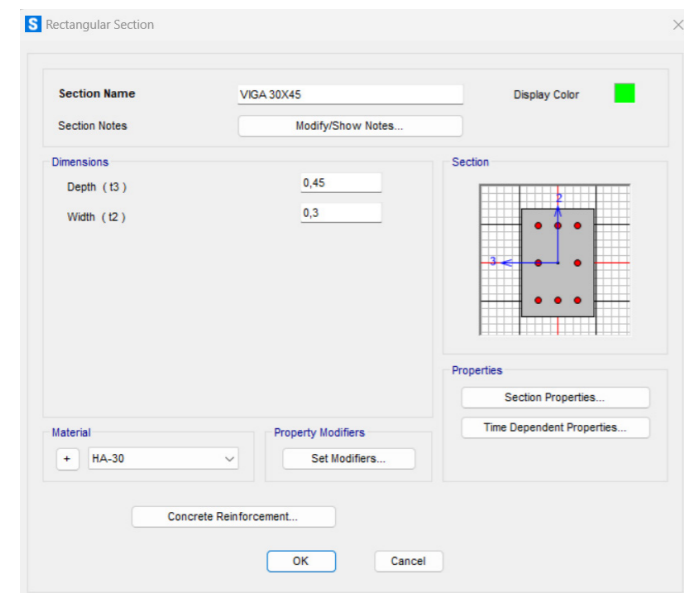 S Rectangular Section
Section Name VIGA 30X45 Display Color
Section Notes Modify/Show Notes...
Dimensions
Depth ( t3 ) 0,45
Width ( t2 ) 0,3
Section
2
3
Properties
Section Properties...
Time Dependent Properties...
Material
+ HA-30
Property Modifiers
Set Modifiers...
Concrete Reinforcement...
OK Cancel